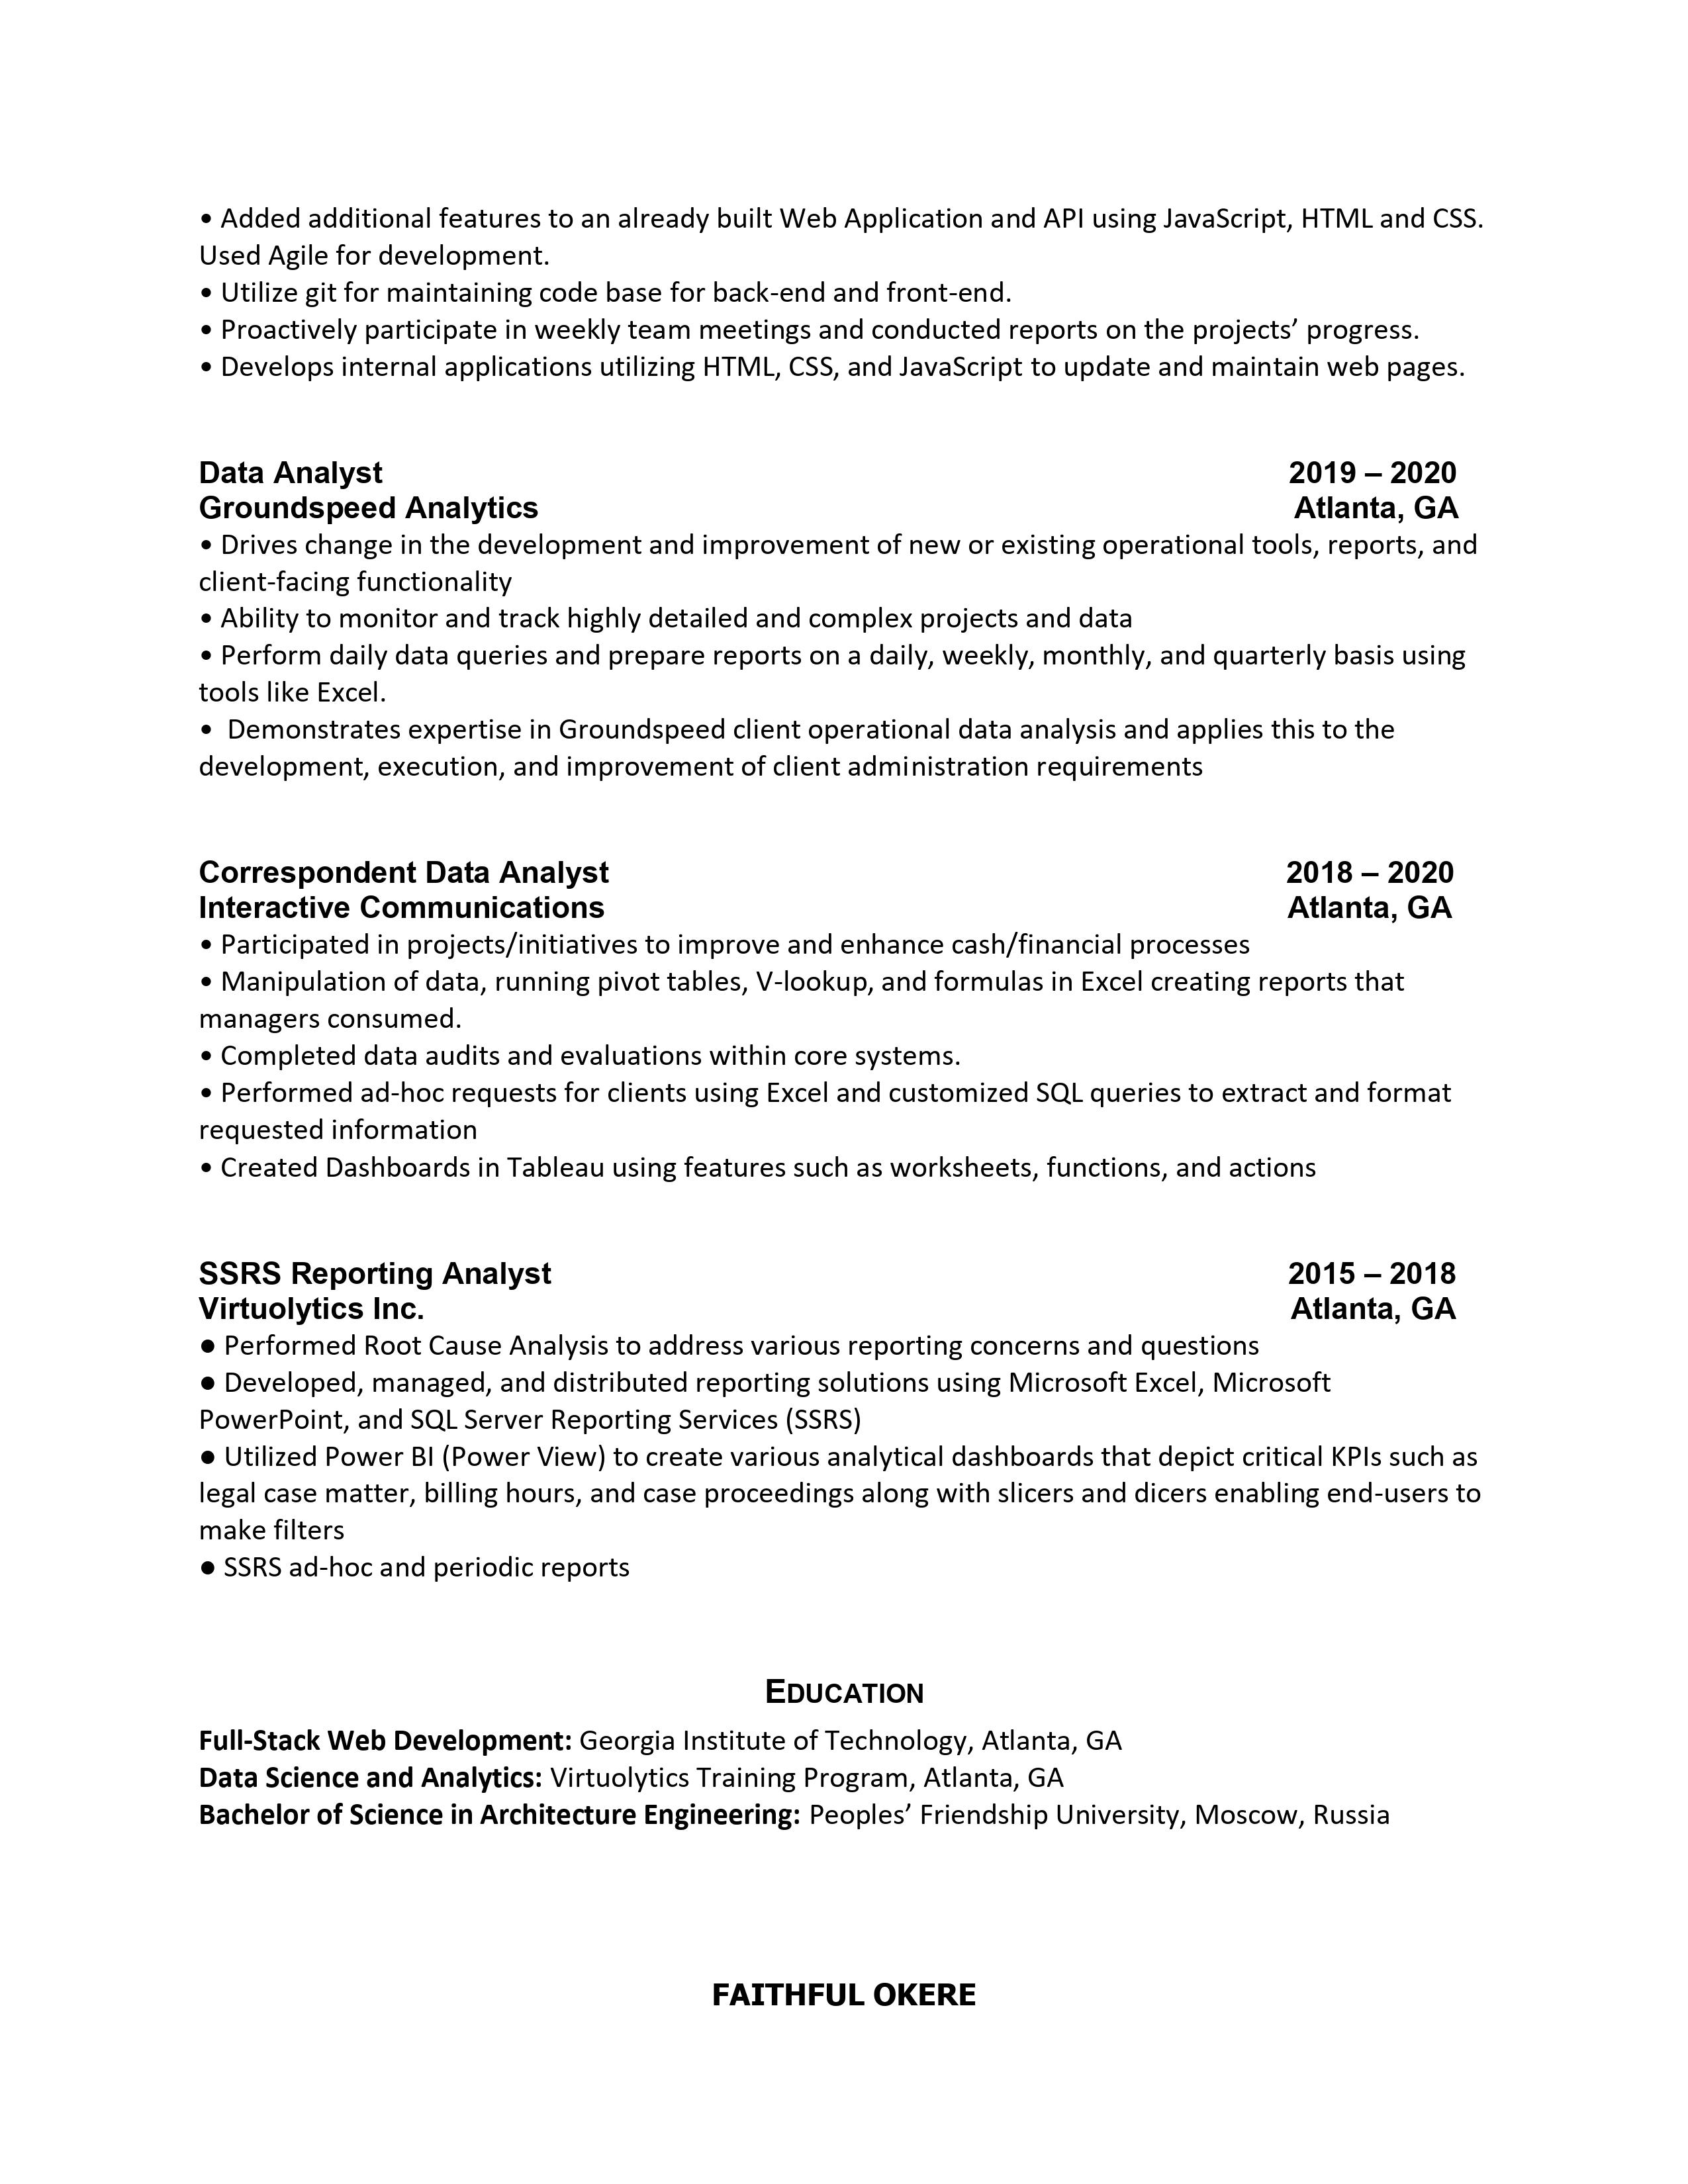 • Added additional features to an already built Web Application and API using JavaScript, HTML and CSS.
Used Agile for development.
• Utilize git for maintaining code base for back-end and front-end.
• Proactively participate in weekly team meetings and conducted reports on the projects’ progress.
• Develops internal applications utilizing HTML, CSS, and JavaScript to update and maintain web pages.
Data Analyst 2019 – 2020
Groundspeed Analytics Atlanta, GA
• Drives change in the development and improvement of new or existing operational tools, reports, and
client-facing functionality
• Ability to monitor and track highly detailed and complex projects and data
• Perform daily data queries and prepare reports on a daily, weekly, monthly, and quarterly basis using
tools like Excel.
• Demonstrates expertise in Groundspeed client operational data analysis and applies this to the
development, execution, and improvement of client administration requirements
Correspondent Data Analyst 2018 – 2020
Interactive Communications Atlanta, GA
• Participated in projects/initiatives to improve and enhance cash/financial processes
• Manipulation of data, running pivot tables, V-lookup, and formulas in Excel creating reports that
managers consumed.
• Completed data audits and evaluations within core systems.
• Performed ad-hoc requests for clients using Excel and customized SQL queries to extract and format
requested information
• Created Dashboards in Tableau using features such as worksheets, functions, and actions
SSRS Reporting Analyst 2015 – 2018
Virtuolytics Inc. Atlanta, GA
● Performed Root Cause Analysis to address various reporting concerns and questions
● Developed, managed, and distributed reporting solutions using Microsoft Excel, Microsoft
PowerPoint, and SQL Server Reporting Services (SSRS)
● Utilized Power BI (Power View) to create various analytical dashboards that depict critical KPIs such as
legal case matter, billing hours, and case proceedings along with slicers and dicers enabling end-users to
make filters
● SSRS ad-hoc and periodic reports
EDUCATION
Full-Stack Web Development: Georgia Institute of Technology, Atlanta, GA
Data Science and Analytics: Virtuolytics Training Program, Atlanta, GA
Bachelor of Science in Architecture Engineering: Peoples’ Friendship University, Moscow, Russia
FAITHFUL OKERE